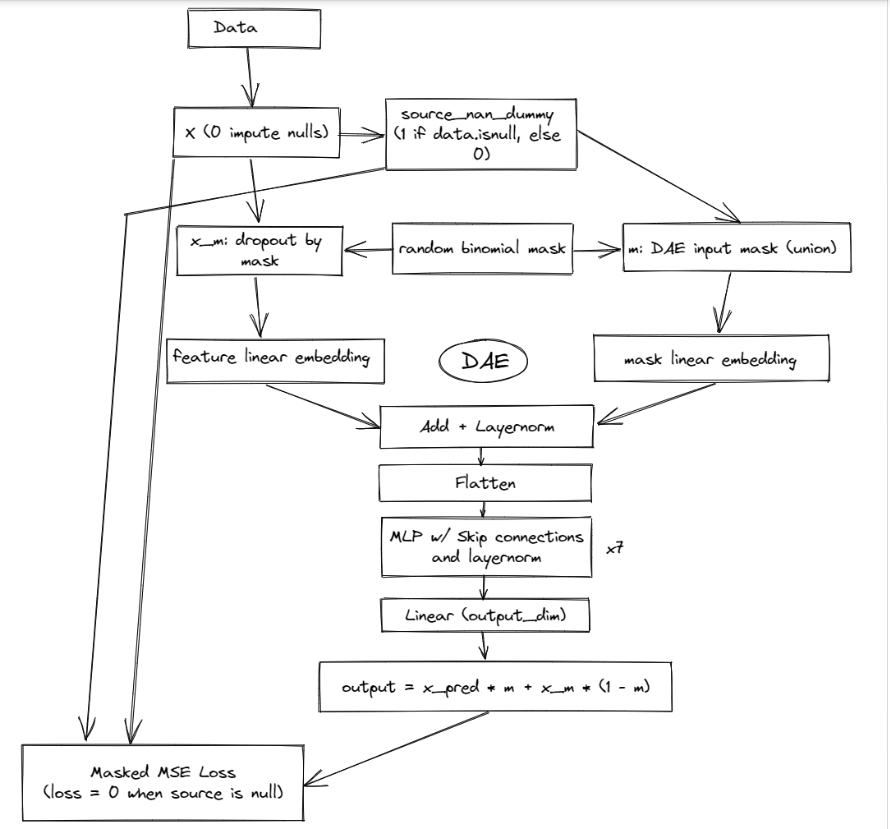 Data
x (0 impute nulls)
source_nan_dummy
(1 if data.isnull, else
0)
x_m: dropout by
mask
random binomial mask
m: DAE input mask (union)
feature linear embedding
DAE
mask linear embedding
Add + Layernorm
Flatten
MLP w/ Skip connections
and layernorm
x7
Linear (output_dim)
output = x_pred * m + x_m * (1 - m)
Masked MSE Loss
(loss = 0 when source is null)